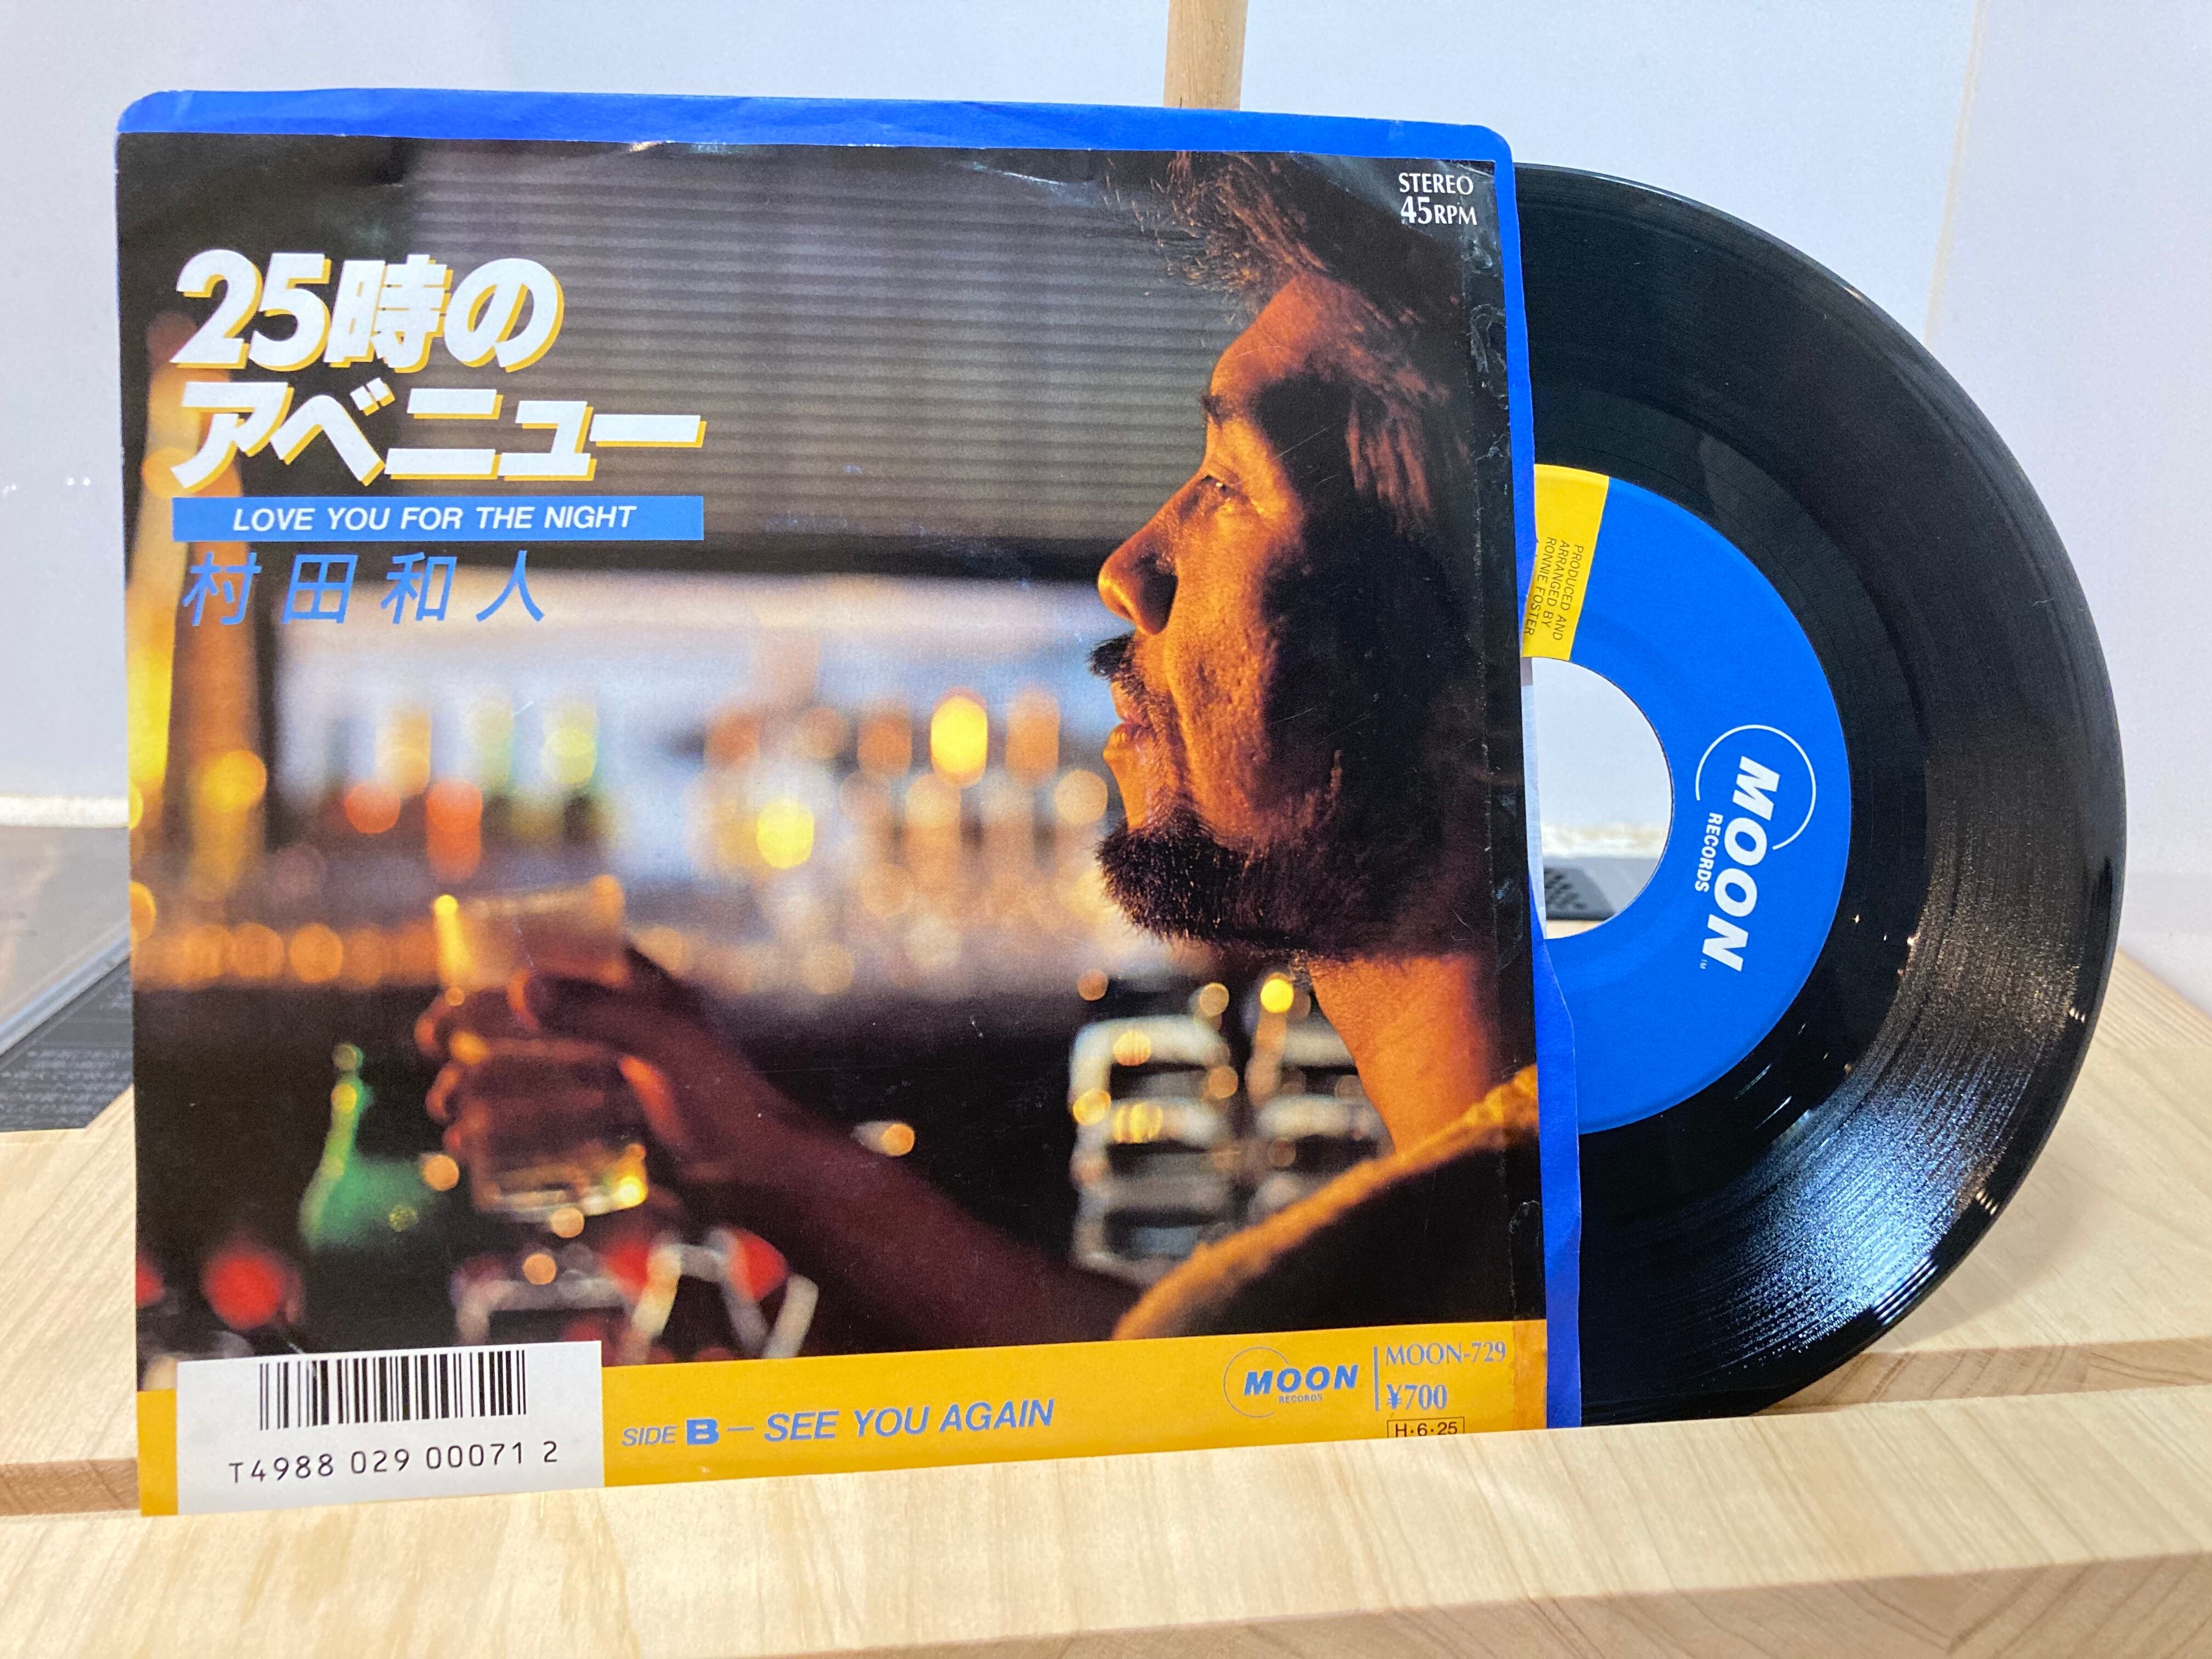 STEREO
45RPM
25時の
アベニュー
LOVE YOU FOR THE NIGHT
村田和人
PRODUCED AND
ARRANGED BY
RONNIE FOSTER
MOON
RECORDS
TM
T4988 029 00071 2
SIDE B — SEE YOU AGAIN
MOON
RECORDS
MOON-729
¥700
H・6・25